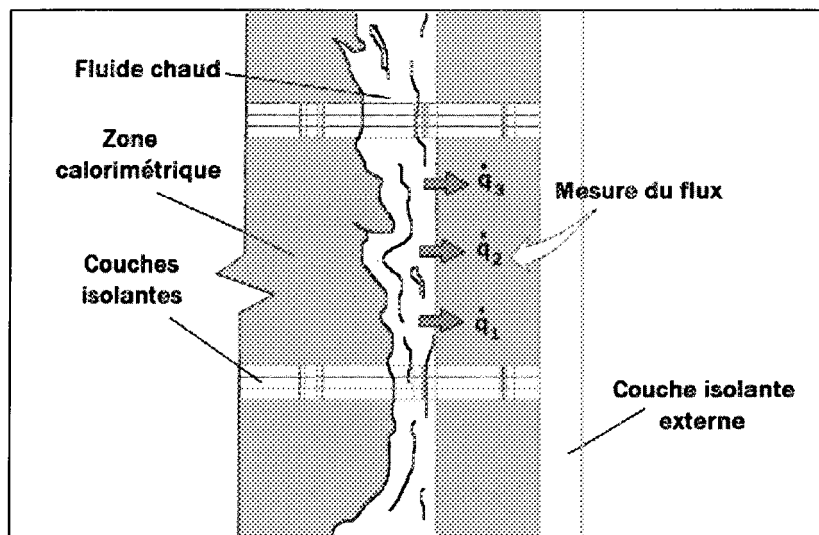 Fluide chaud
Zone
calorimétrique
Couches
isolantes
q̇₃
Mesure du flux
q̇₂
q̇₁
Couche isolante
externe